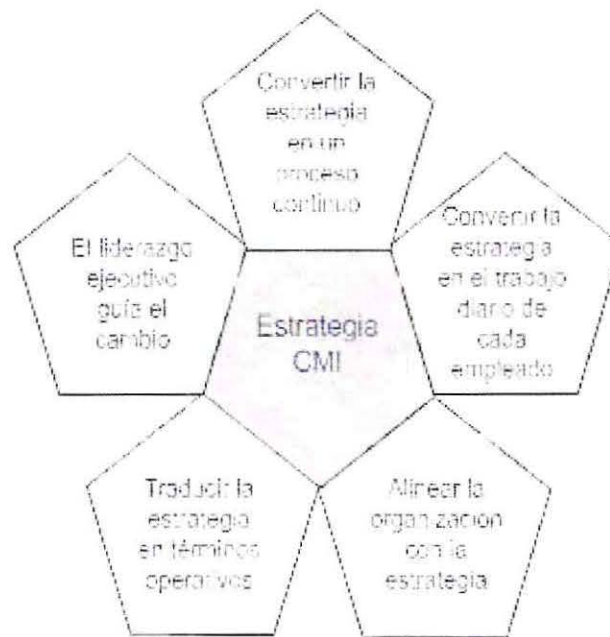 Convertir la
estrategia
en un
proceso
continuo
El liderazgo
ejecutivo
guía el
cambio
Estrategia
CMI
Convertir la
estrategia
en el trabajo
diario de
cada
empleado
Traducir la
estrategia
en términos
operativos
Alinear la
organización
con la
estrategia